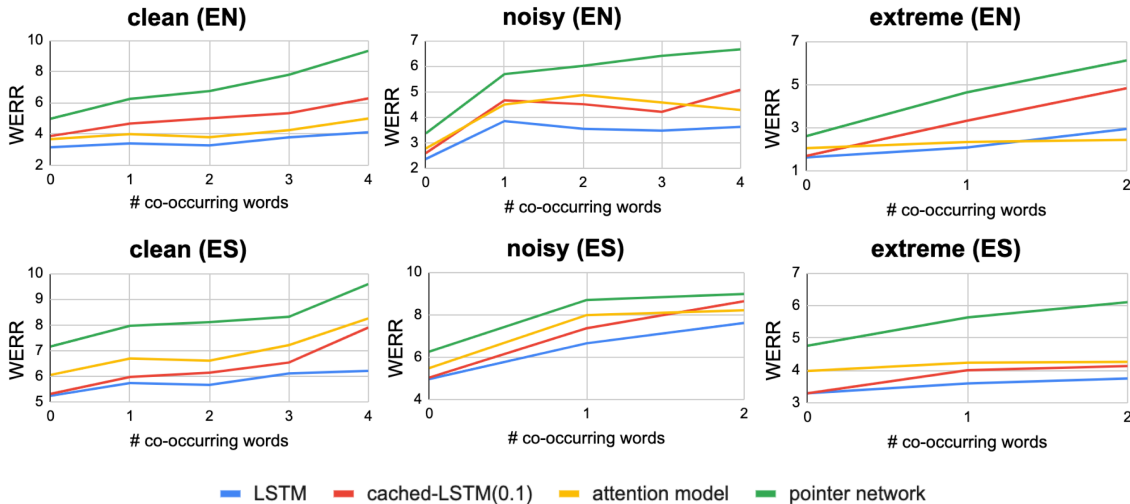 clean (EN)
WERR
10
8
6
4
2
0 1 2 3 4
# co-occurring words
noisy (EN)
WERR
7
6
5
4
3
2
0 1 2 3 4
# co-occurring words
extreme (EN)
WERR
7
5
3
1
0 1 2
# co-occurring words
clean (ES)
WERR
10
9
8
7
6
5
0 1 2 3 4
# co-occurring words
noisy (ES)
WERR
10
8
6
4
0 1 2
# co-occurring words
extreme (ES)
WERR
7
6
5
4
3
0 1 2
# co-occurring words
LSTM cached-LSTM(0.1) attention model pointer network